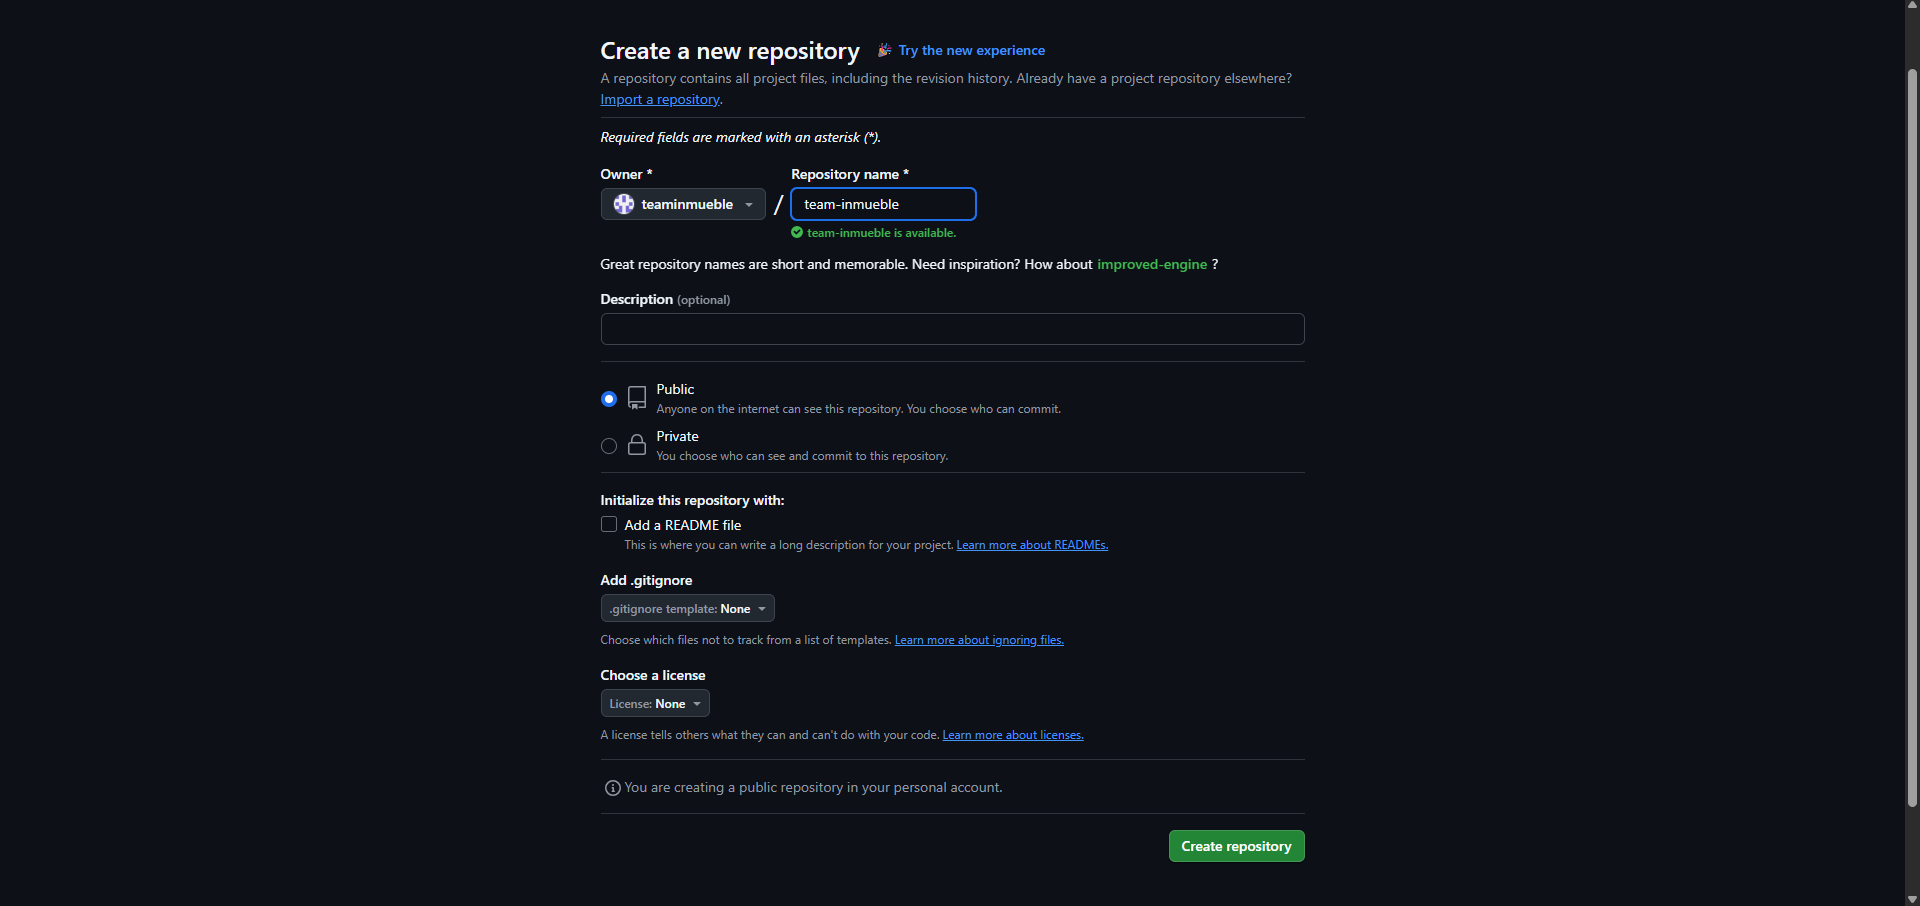 Create a new repository Try the new experience
A repository contains all project files, including the revision history. Already have a project repository elsewhere?
Import a repository.
Required fields are marked with an asterisk (*).
Owner * Repository name *
teaminmueble / team-inmueble
team-inmueble is available.
Great repository names are short and memorable. Need inspiration? How about improved-engine ?
Description (optional)
Public
Anyone on the internet can see this repository. You choose who can commit.
Private
You choose who can see and commit to this repository.
Initialize this repository with:
Add a README file
This is where you can write a long description for your project. Learn more about READMEs.
Add .gitignore
.gitignore template: None
Choose which files not to track from a list of templates. Learn more about ignoring files.
Choose a license
License: None
A license tells others what they can and can't do with your code. Learn more about licenses.
You are creating a public repository in your personal account.
Create repository